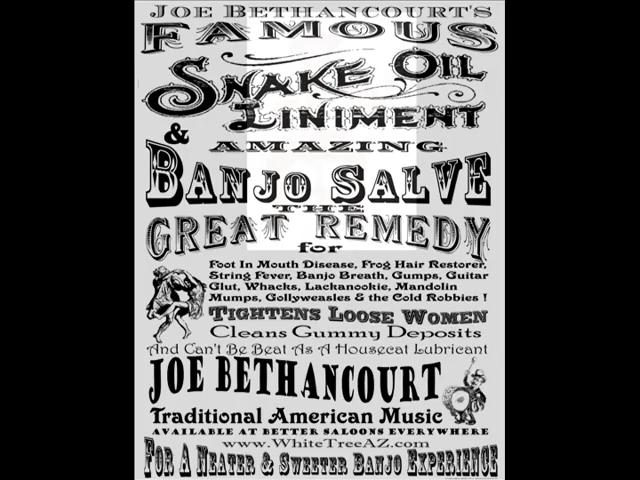 JOE BETHANCOURT'S
FAMOUS
SNAKE OIL
LINIMENT
&
AMAZING
BANJO SALVE
THE
GREAT REMEDY
for
Foot In Mouth Disease, Frog Hair Restorer,
String Fever, Banjo Breath, Gumps, Guitar
Glut, Whacks, Lackanookie, Mandolin
Mumps, Gollyweasles & the Cold Robbies !
TIGHTENS LOOSE WOMEN
Cleans Gummy Deposits
And Can't Be Beat As A Housecat Lubricant
JOE BETHANCOURT
Traditional American Music
AVAILABLE AT BETTER SALOONS EVERYWHERE
www.WhiteTreeAZ.com
FOR A NEATER & SWEETER BANJO EXPERIENCE